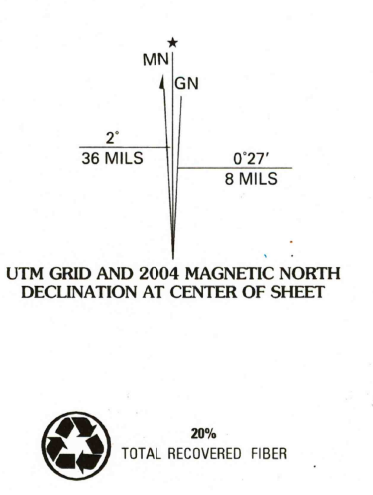 ★
MN
GN
2°
36 MILS
0°27′
8 MILS
UTM GRID AND 2004 MAGNETIC NORTH
DECLINATION AT CENTER OF SHEET
20%
TOTAL RECOVERED FIBER